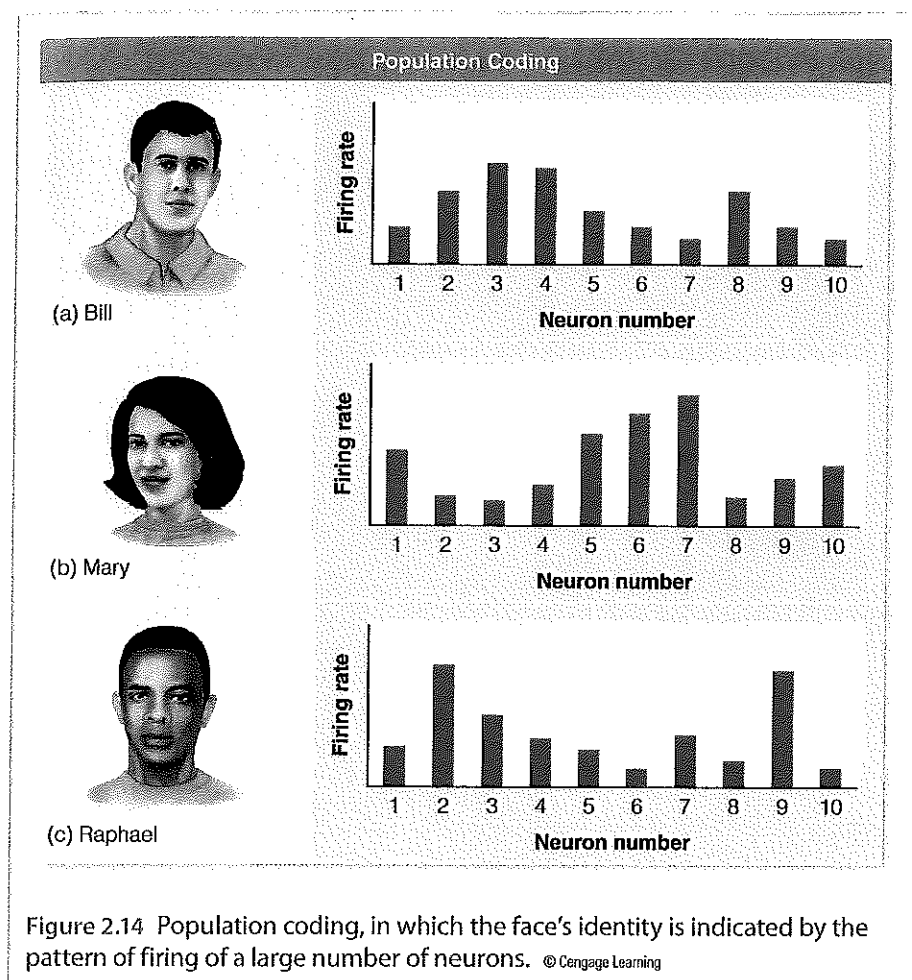 Population Coding
Firing rate
1 2 3 4 5 6 7 8 9 10
Neuron number
(a) Bill
Firing rate
1 2 3 4 5 6 7 8 9 10
Neuron number
(b) Mary
Firing rate
1 2 3 4 5 6 7 8 9 10
Neuron number
(c) Raphael
Figure 2.14 Population coding, in which the face's identity is indicated by the
pattern of firing of a large number of neurons. © Cengage Learning